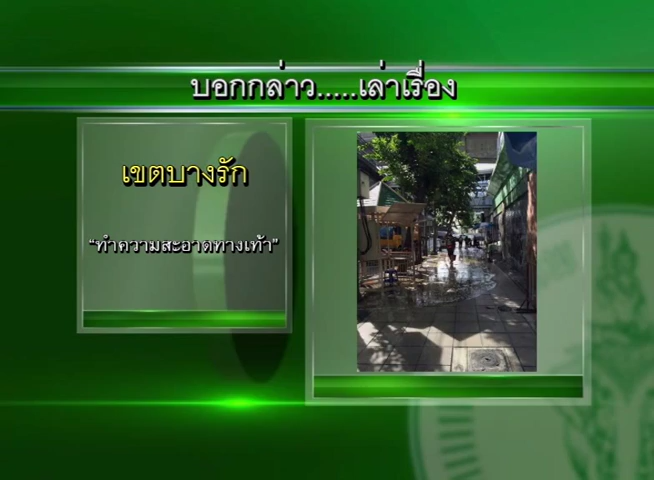 บอกกล่าว.....เล่าเรื่อง
เขตบางรัก
“ทำความสะอาดทางเท้า”